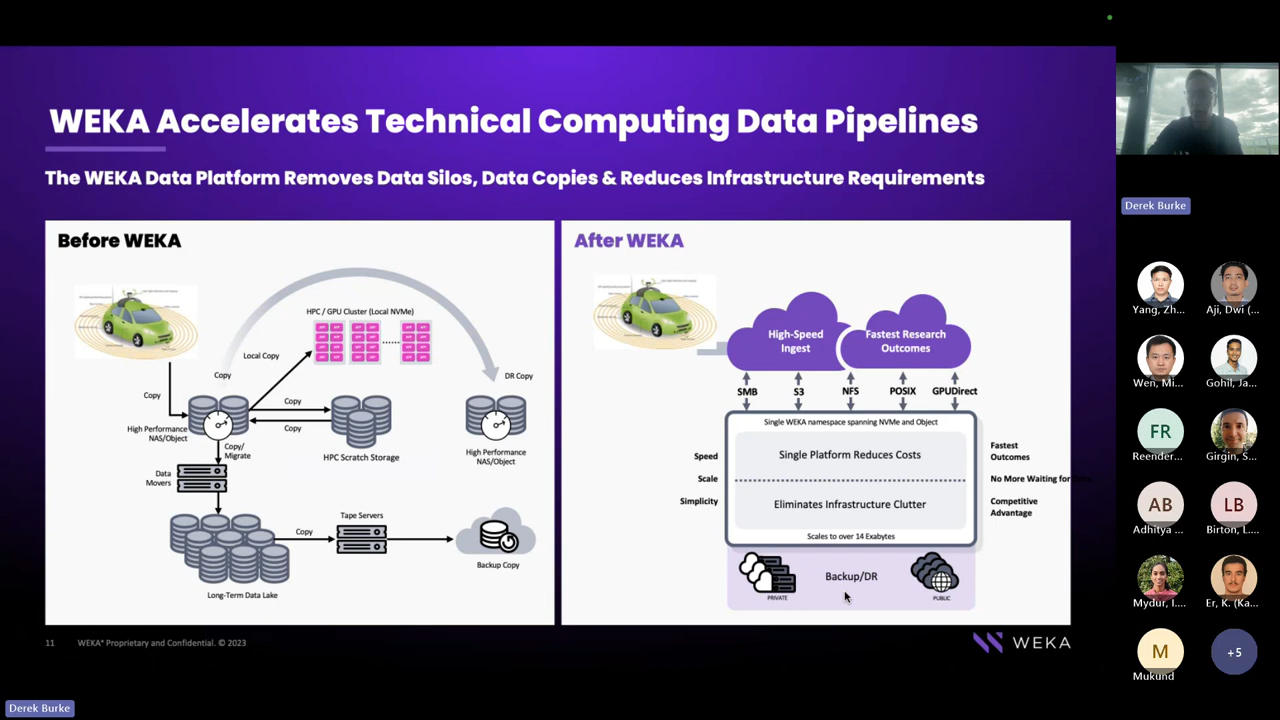 WEKA Accelerates Technical Computing Data Pipelines
The WEKA Data Platform Removes Data Silos, Data Copies & Reduces Infrastructure Requirements
Before WEKA
HPC / GPU Cluster (Local NVMe)
Local Copy
Copy
DR Copy
Copy
Copy
Copy
High Performance
NAS/Object
HPC Scratch Storage
High Performance
NAS/Object
Copy/
Migrate
Data
Movers
Tape Servers
Copy
Backup Copy
Long-Term Data Lake
After WEKA
High-Speed
Ingest
Fastest Research
Outcomes
SMB
S3
NFS
POSIX
GPUDirect
Single WEKA namespace spanning NVMe and Object
Speed
Scale
Simplicity
Single Platform Reduces Costs
Eliminates Infrastructure Clutter
Scales to over 14 Exabytes
Fastest
Outcomes
No More Waiting for
Competitive
Advantage
Backup/DR
PRIVATE
PUBLIC
11
WEKA® Proprietary and Confidential. © 2023
WEKA
Derek Burke
Derek Burke
Yang, Zh...
Aji, Dwi (...
Wen, Mi...
Gohil, Ja...
FR
Reender...
Girgin, S...
AB
Adhitya ...
LB
Birton, L....
Mydur, I....
Er, K. (Ka...
M
Mukund
+5